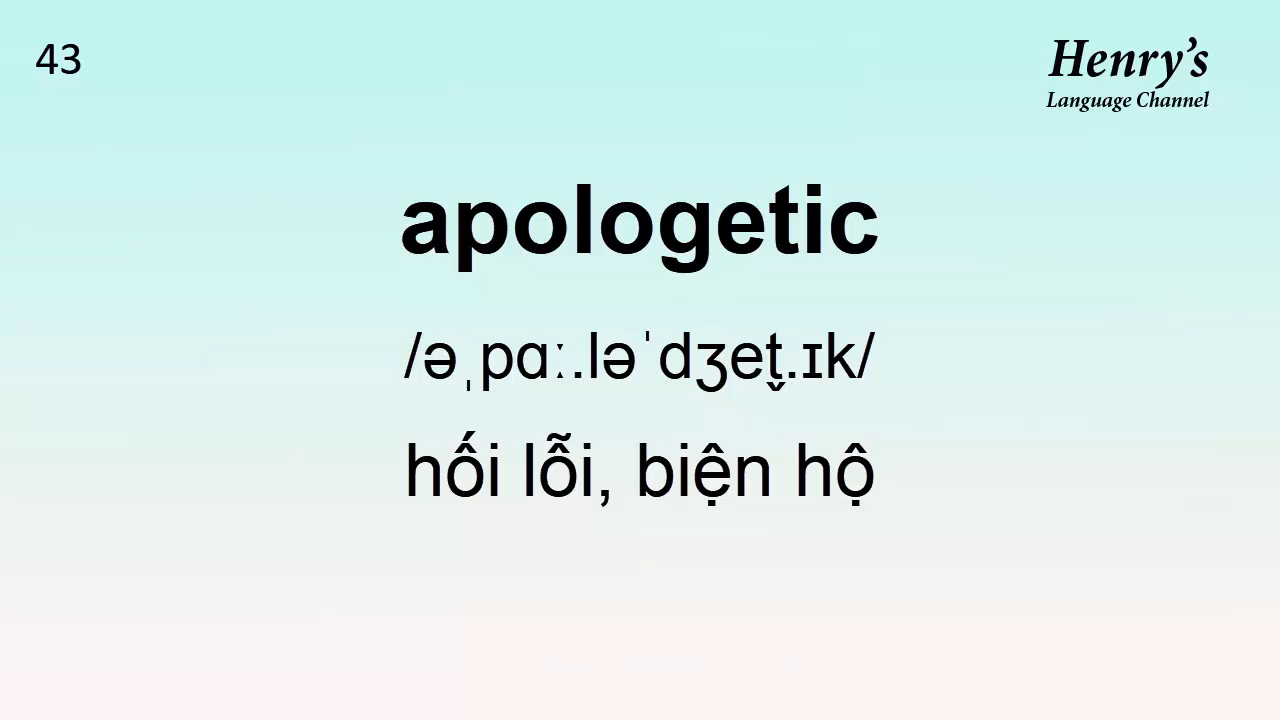 43
Henry’s
Language Channel
apologetic
/əˌpɑː.ləˈdʒet̬.ɪk/
hối lỗi, biện hộ